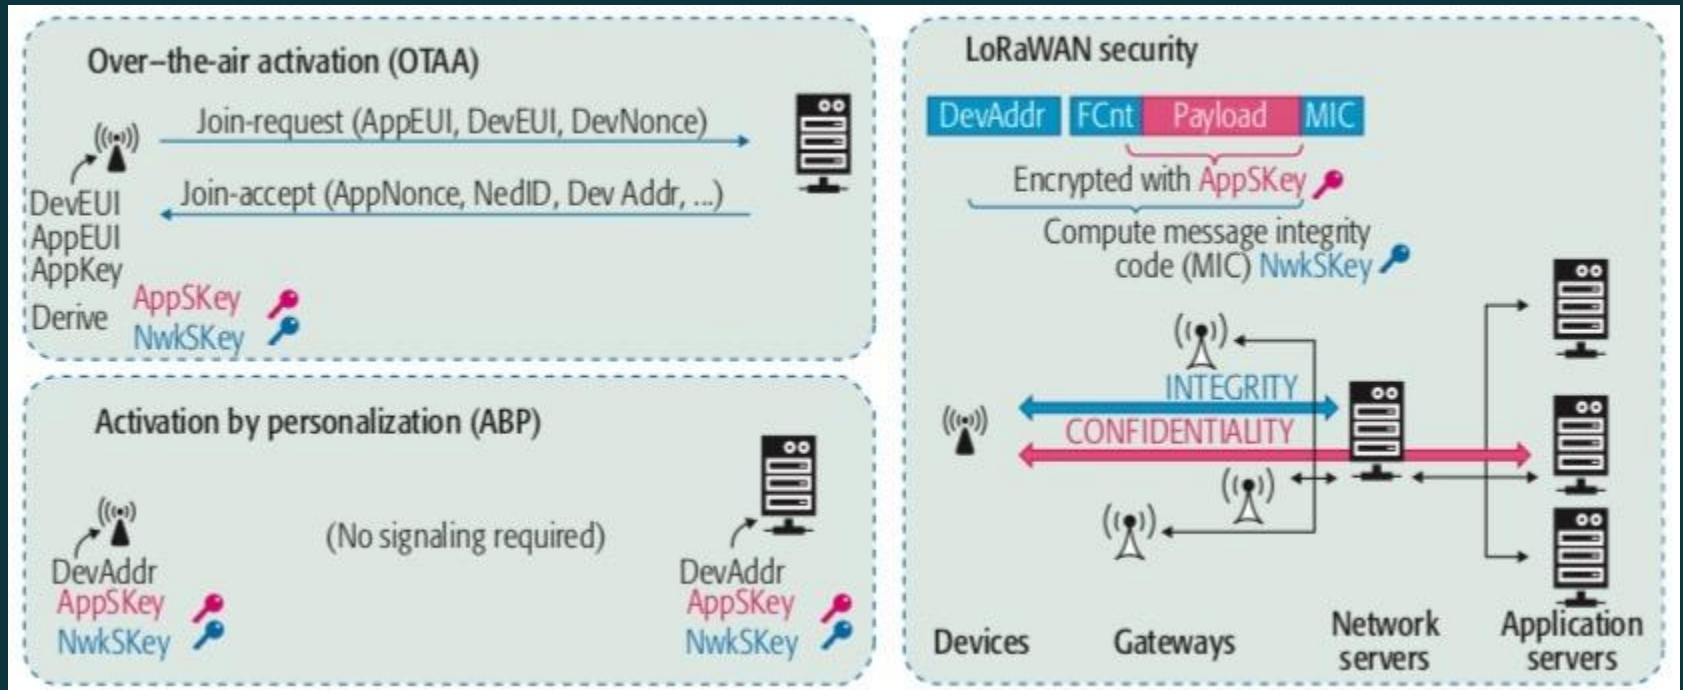 Over–the-air activation (OTAA)
Join-request (AppEUI, DevEUI, DevNonce)
Join-accept (AppNonce, NedID, Dev Addr, ...)
DevEUI
AppEUI
AppKey
Derive
AppSKey
NwkSKey
Activation by personalization (ABP)
(No signaling required)
DevAddr
AppSKey
NwkSKey
DevAddr
AppSKey
NwkSKey
LoRaWAN security
DevAddr FCnt Payload MIC
Encrypted with AppSKey
Compute message integrity
code (MIC) NwkSKey
INTEGRITY
CONFIDENTIALITY
Devices
Gateways
Network
servers
Application
servers